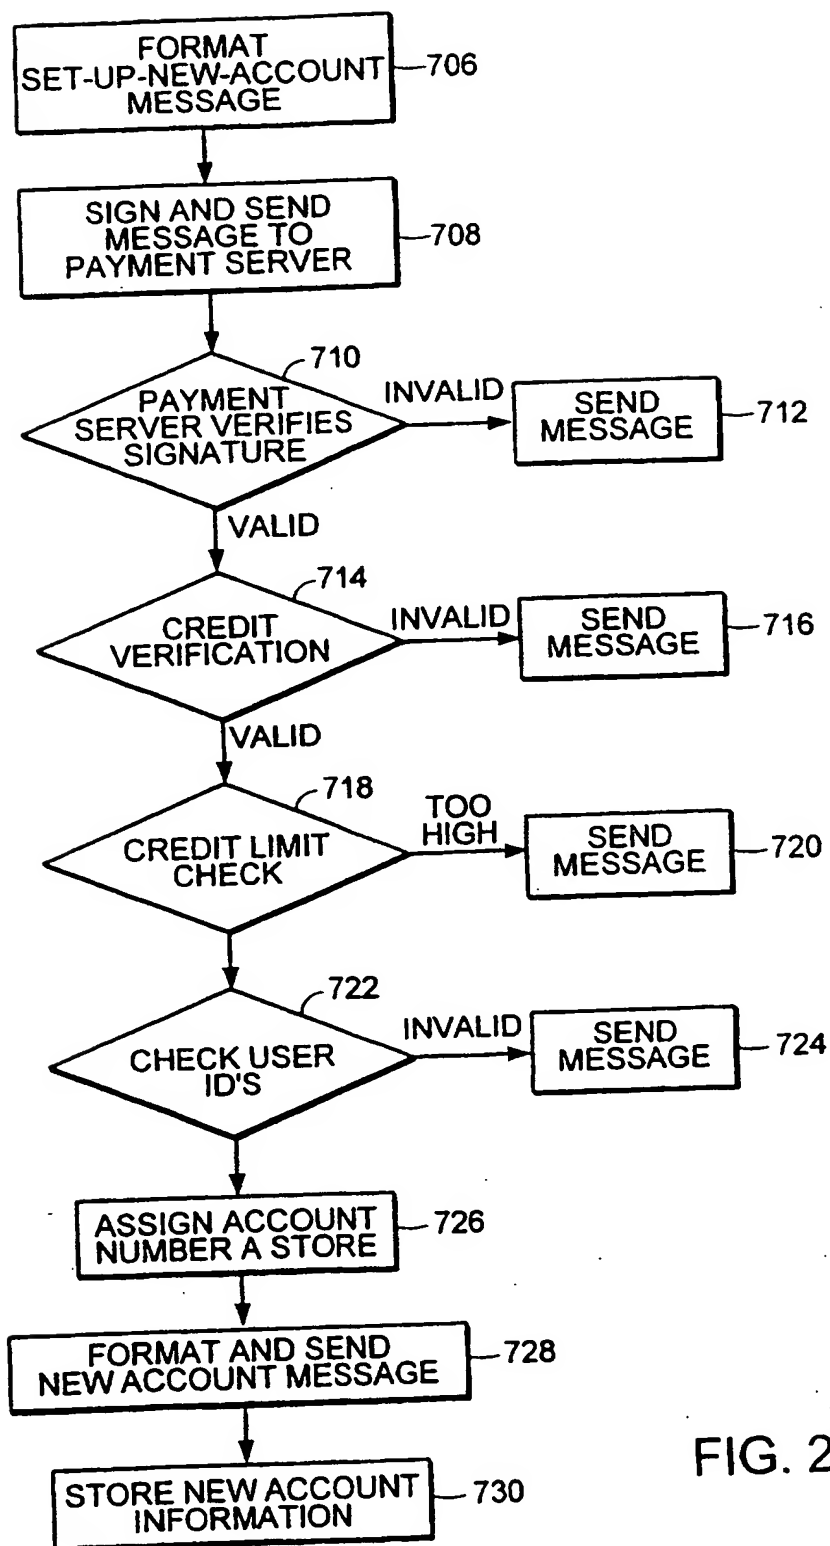 FORMAT
SET-UP-NEW-ACCOUNT
MESSAGE
706
SIGN AND SEND
MESSAGE TO
PAYMENT SERVER
708
710
PAYMENT
SERVER VERIFIES
SIGNATURE
INVALID
SEND
MESSAGE
712
VALID
714
CREDIT
VERIFICATION
INVALID
SEND
MESSAGE
716
VALID
718
CREDIT LIMIT
CHECK
TOO
HIGH
SEND
MESSAGE
720
722
CHECK USER
ID'S
INVALID
SEND
MESSAGE
724
ASSIGN ACCOUNT
NUMBER A STORE
726
FORMAT AND SEND
NEW ACCOUNT MESSAGE
728
STORE NEW ACCOUNT
INFORMATION
730
FIG. 2